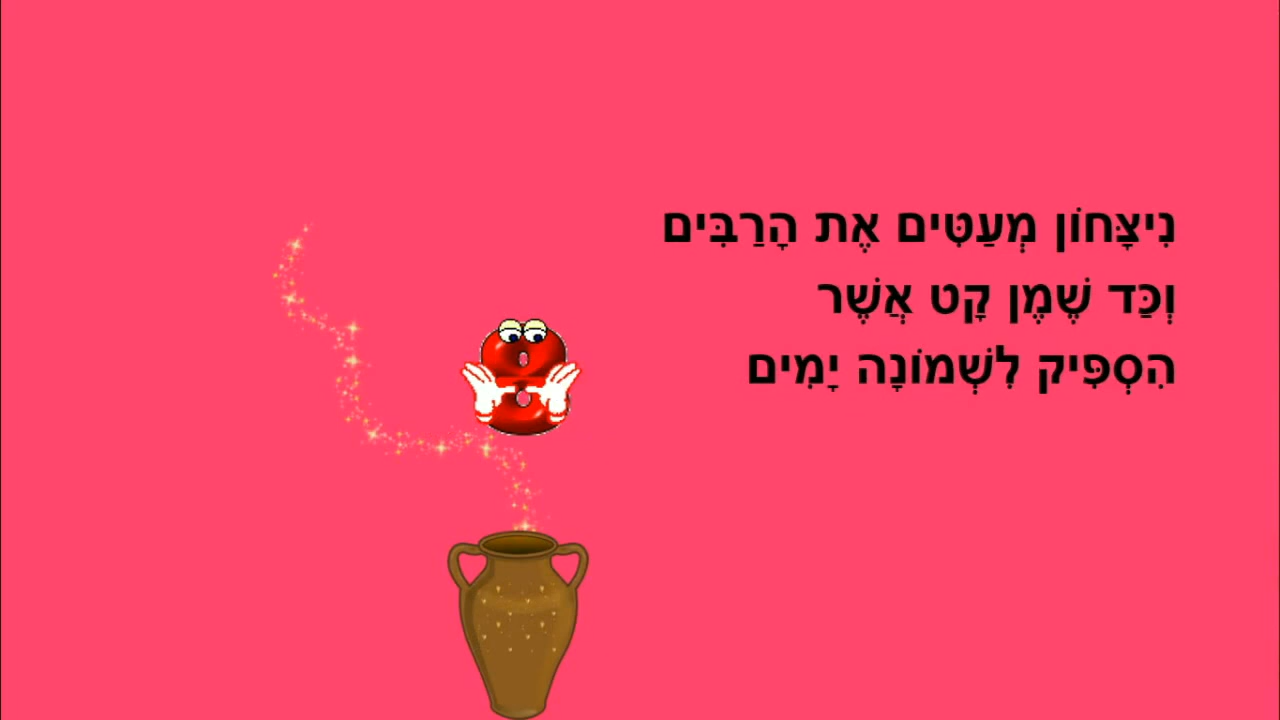 נִיצָּחוֹן מְעַטִּים אֶת הָרַבִּים
וְכַּד שֶׁמֶן קָט אֲשֶׁר
הִסְפִּיק לִשְׁמוֹנָה יָמִים